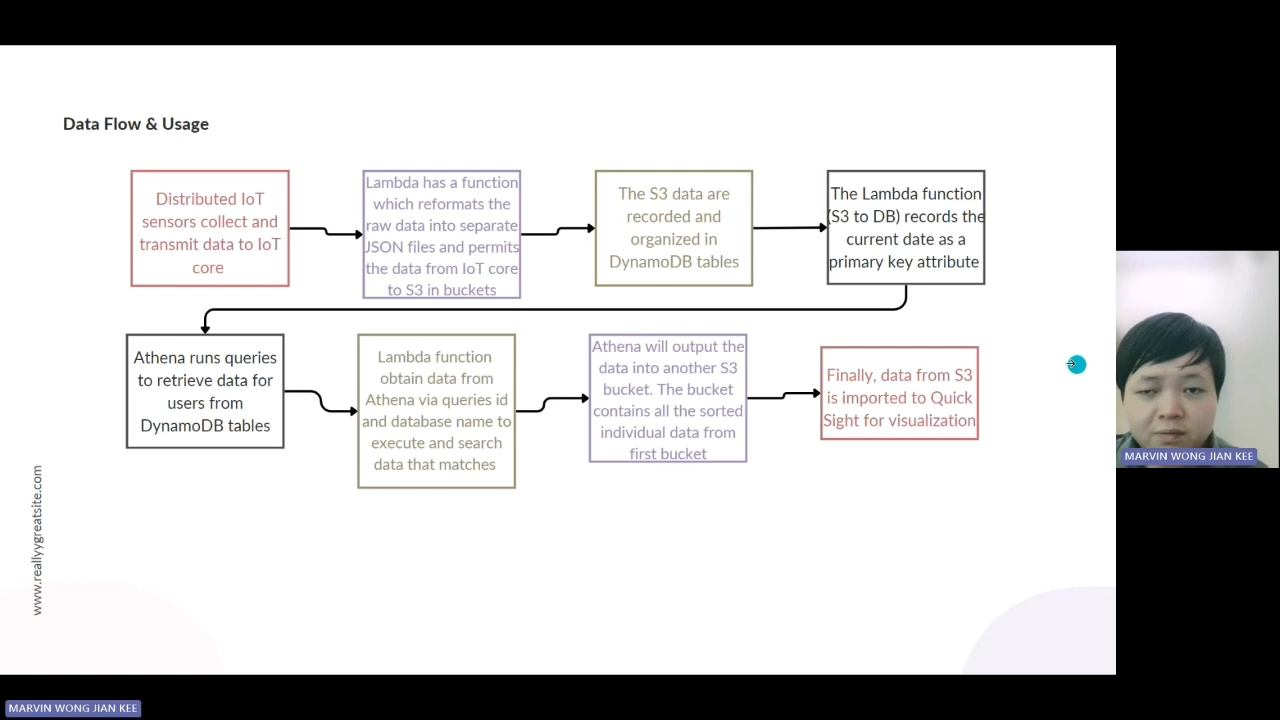 Data Flow & Usage
Distributed IoT
sensors collect and
transmit data to IoT
core
Lambda has a function
which reformats the
raw data into separate
JSON files and permits
the data from IoT core
to S3 in buckets
The S3 data are
recorded and
organized in
DynamoDB tables
The Lambda function
(S3 to DB) records the
current date as a
primary key attribute
Athena runs queries
to retrieve data for
users from
DynamoDB tables
Lambda function
obtain data from
Athena via queries id
and database name to
execute and search
data that matches
Athena will output the
data into another S3
bucket. The bucket
contains all the sorted
individual data from
first bucket
Finally, data from S3
is imported to Quick
Sight for visualization
www.reallyygreatsite.com
MARVIN WONG JIAN KEE
MARVIN WONG JIAN KEE